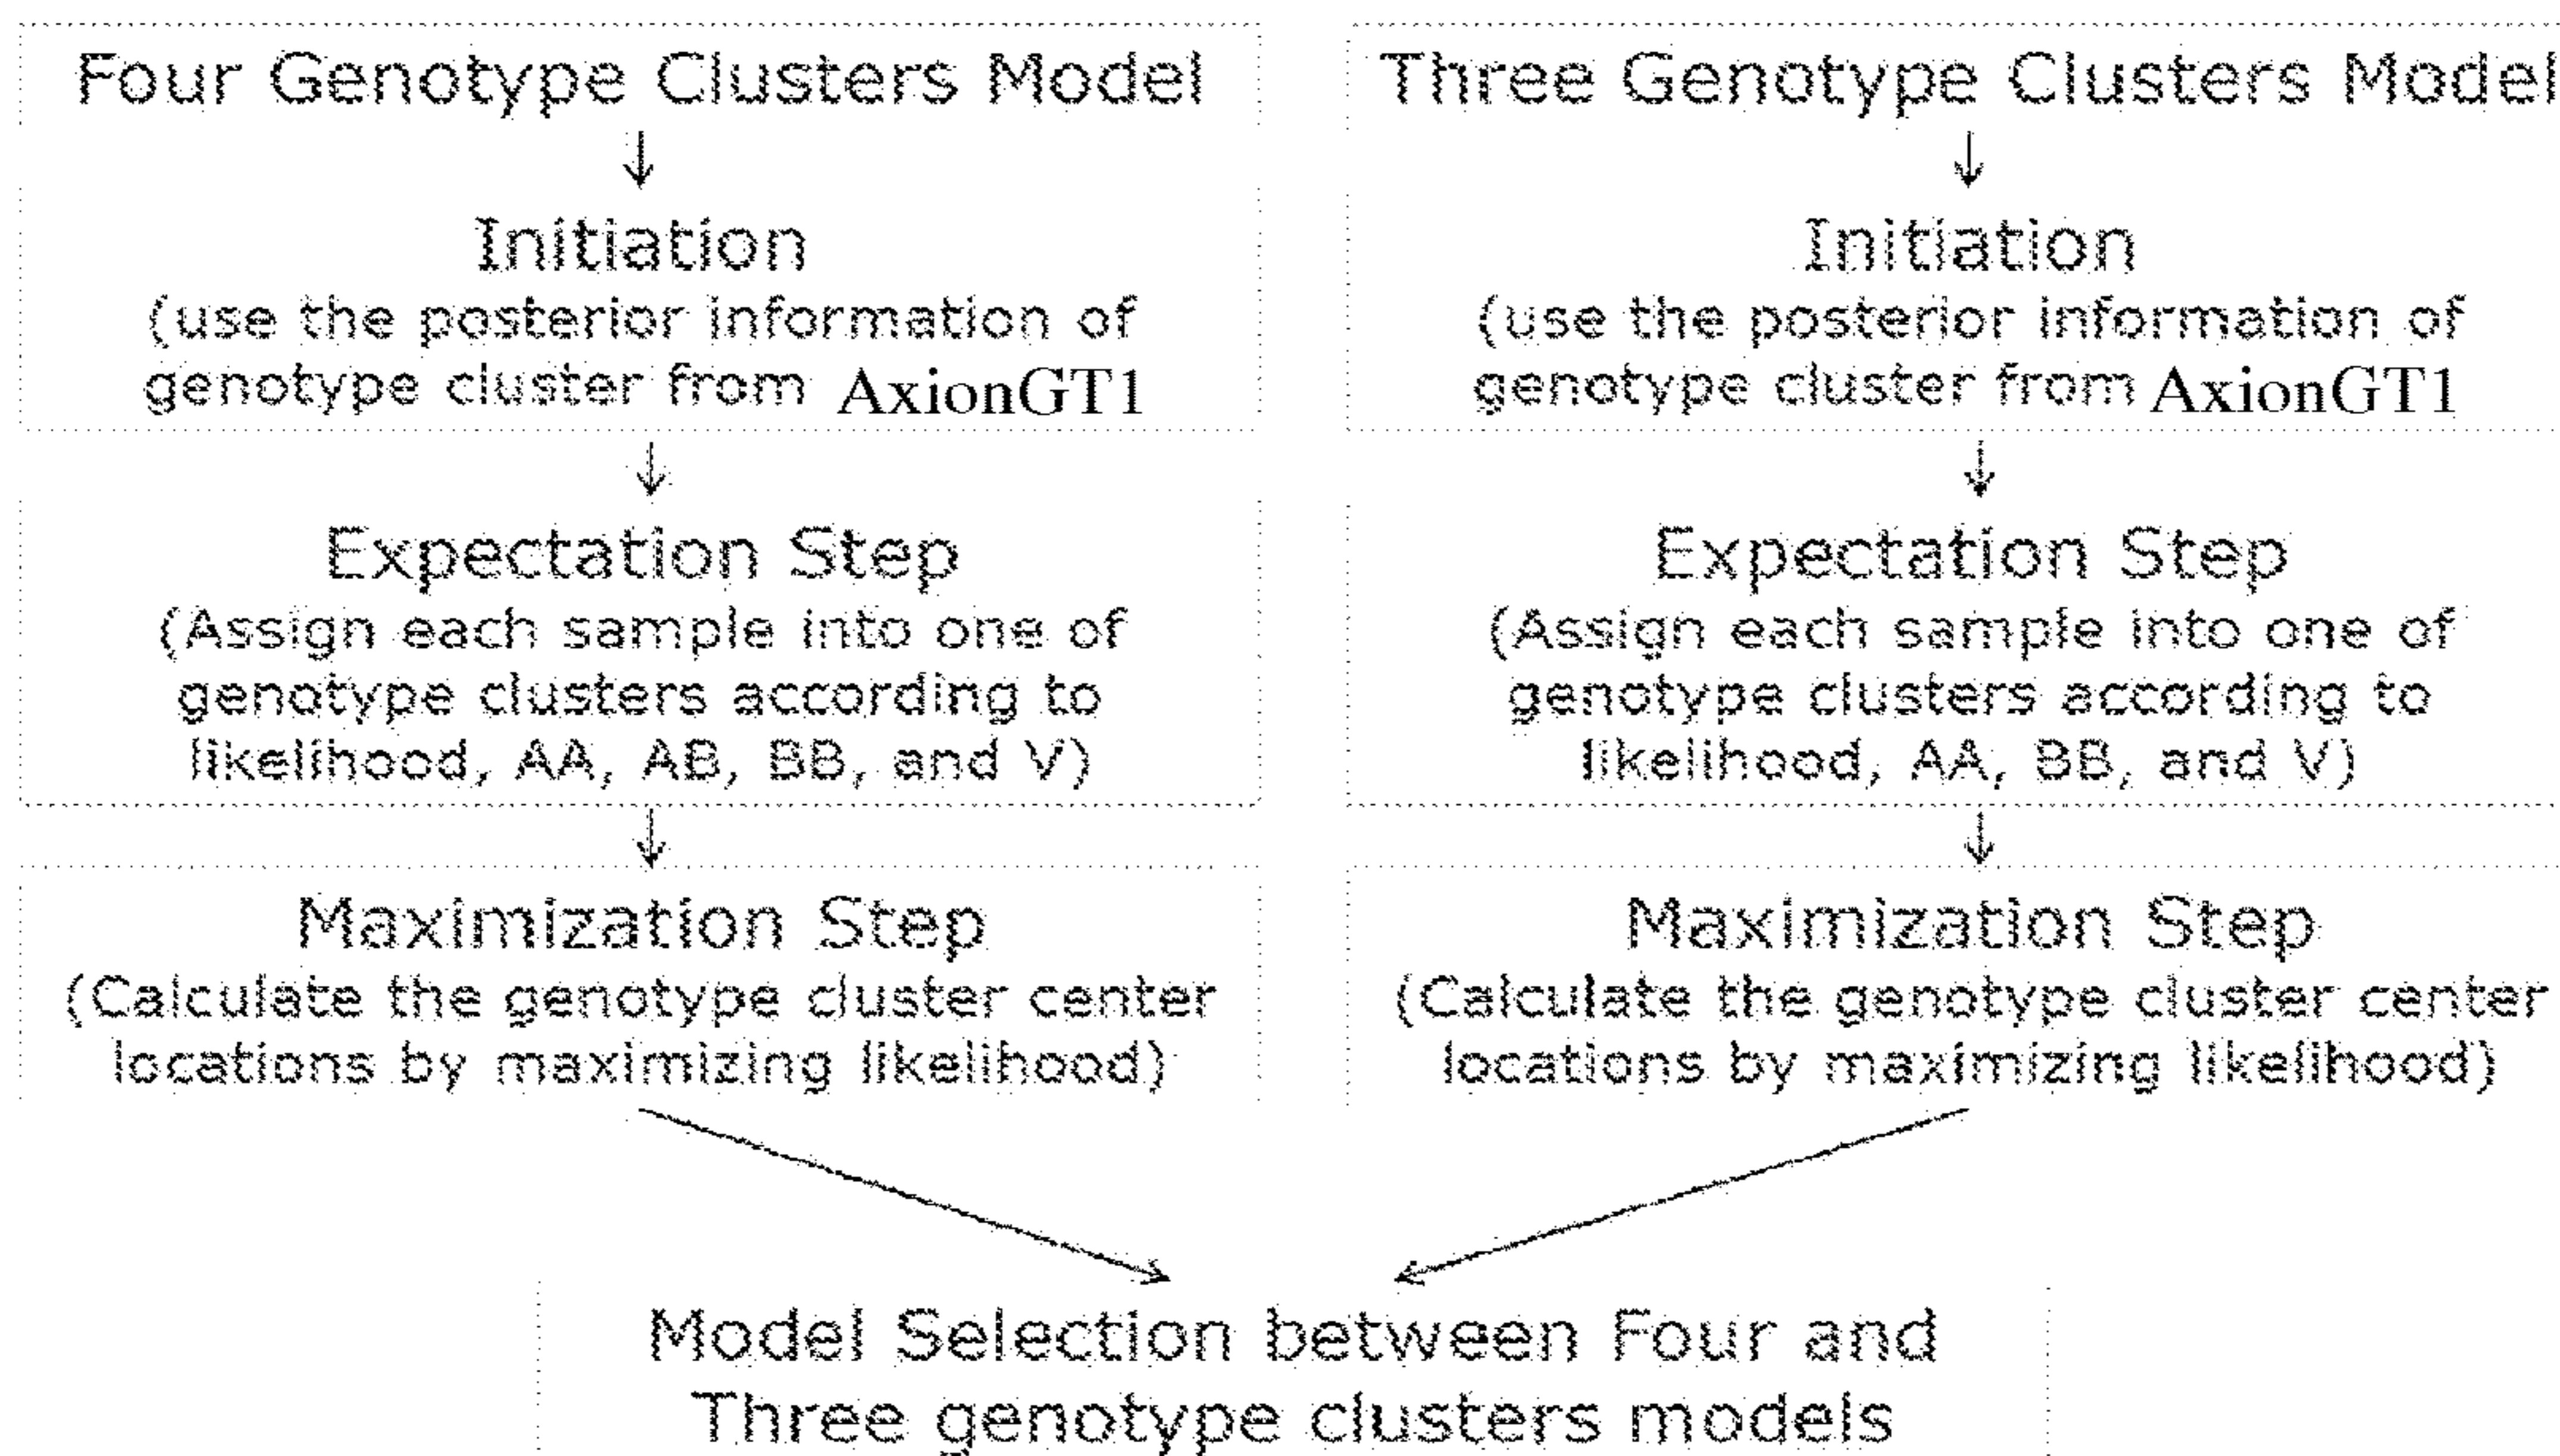 Four Genotype Clusters Model
Initiation
(use the posterior information of
genotype cluster from AxionGT1
Expectation Step
(Assign each sample into one of
genotype clusters according to
likelihood, AA, AB, BB, and V)
Maximization Step
(Calculate the genotype cluster center
locations by maximizing likelihood)
Three Genotype Clusters Model
Initiation
(use the posterior information of
genotype cluster from AxionGT1
Expectation Step
(Assign each sample into one of
genotype clusters according to
likelihood, AA, BB, and V)
Maximization Step
(Calculate the genotype cluster center
locations by maximizing likelihood)
Model Selection between Four and
Three genotype clusters models